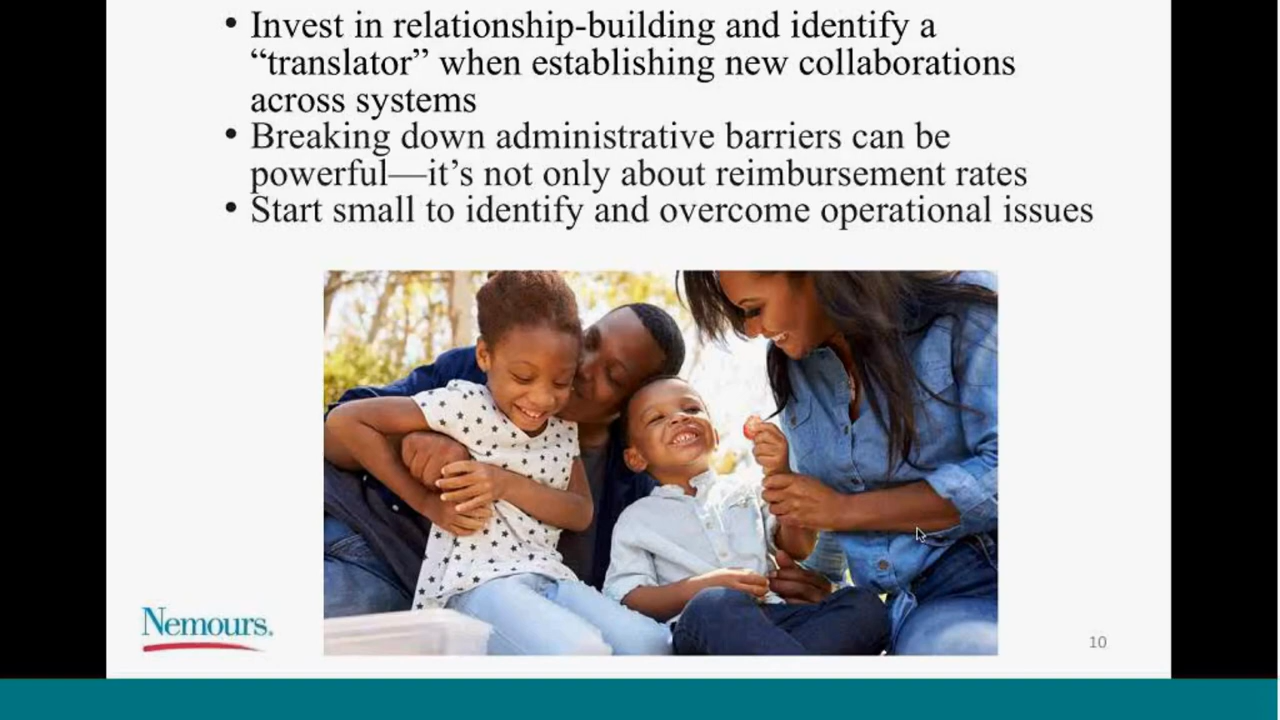 • Invest in relationship-building and identify a
“translator” when establishing new collaborations
across systems
• Breaking down administrative barriers can be
powerful—it’s not only about reimbursement rates
• Start small to identify and overcome operational issues
Nemours.
10